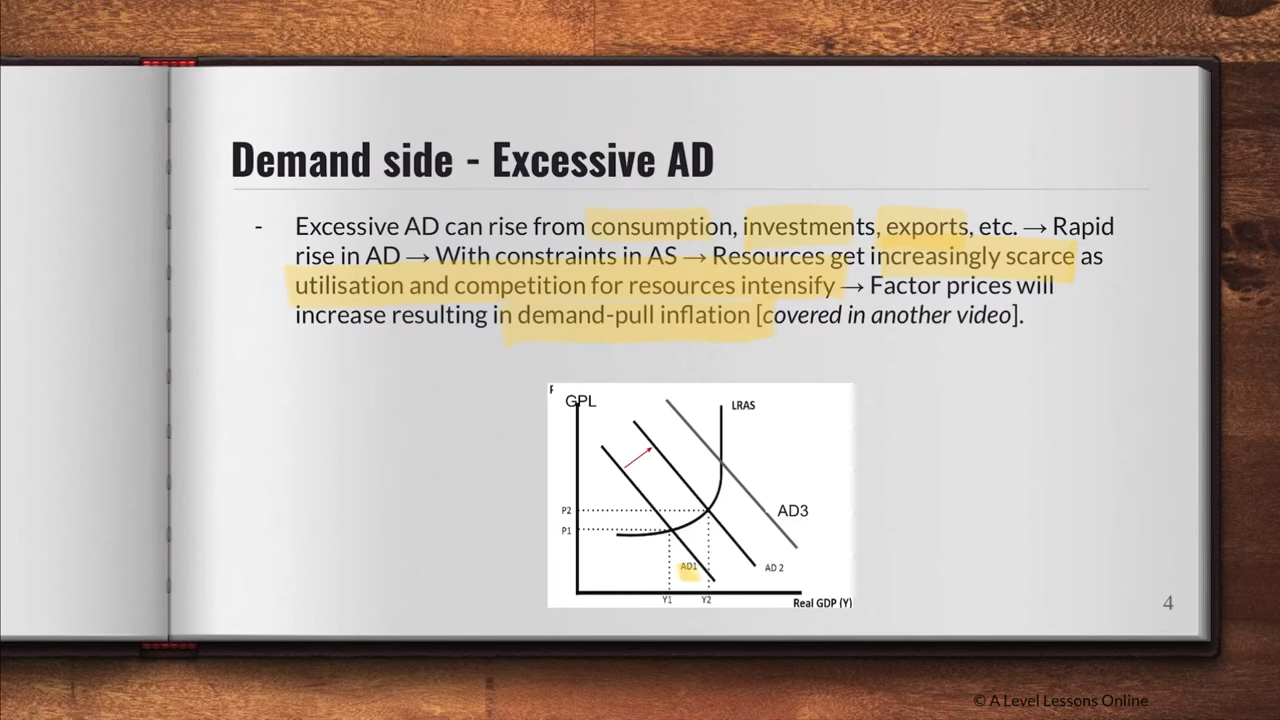 Demand side - Excessive AD
- Excessive AD can rise from consumption, investments, exports, etc. → Rapid
rise in AD → With constraints in AS → Resources get increasingly scarce as
utilisation and competition for resources intensify → Factor prices will
increase resulting in demand-pull inflation [covered in another video].
GPL
LRAS
P2
AD3
P1
AD1
AD 2
Y1
Y2
Real GDP (Y)
4
© A Level Lessons Online